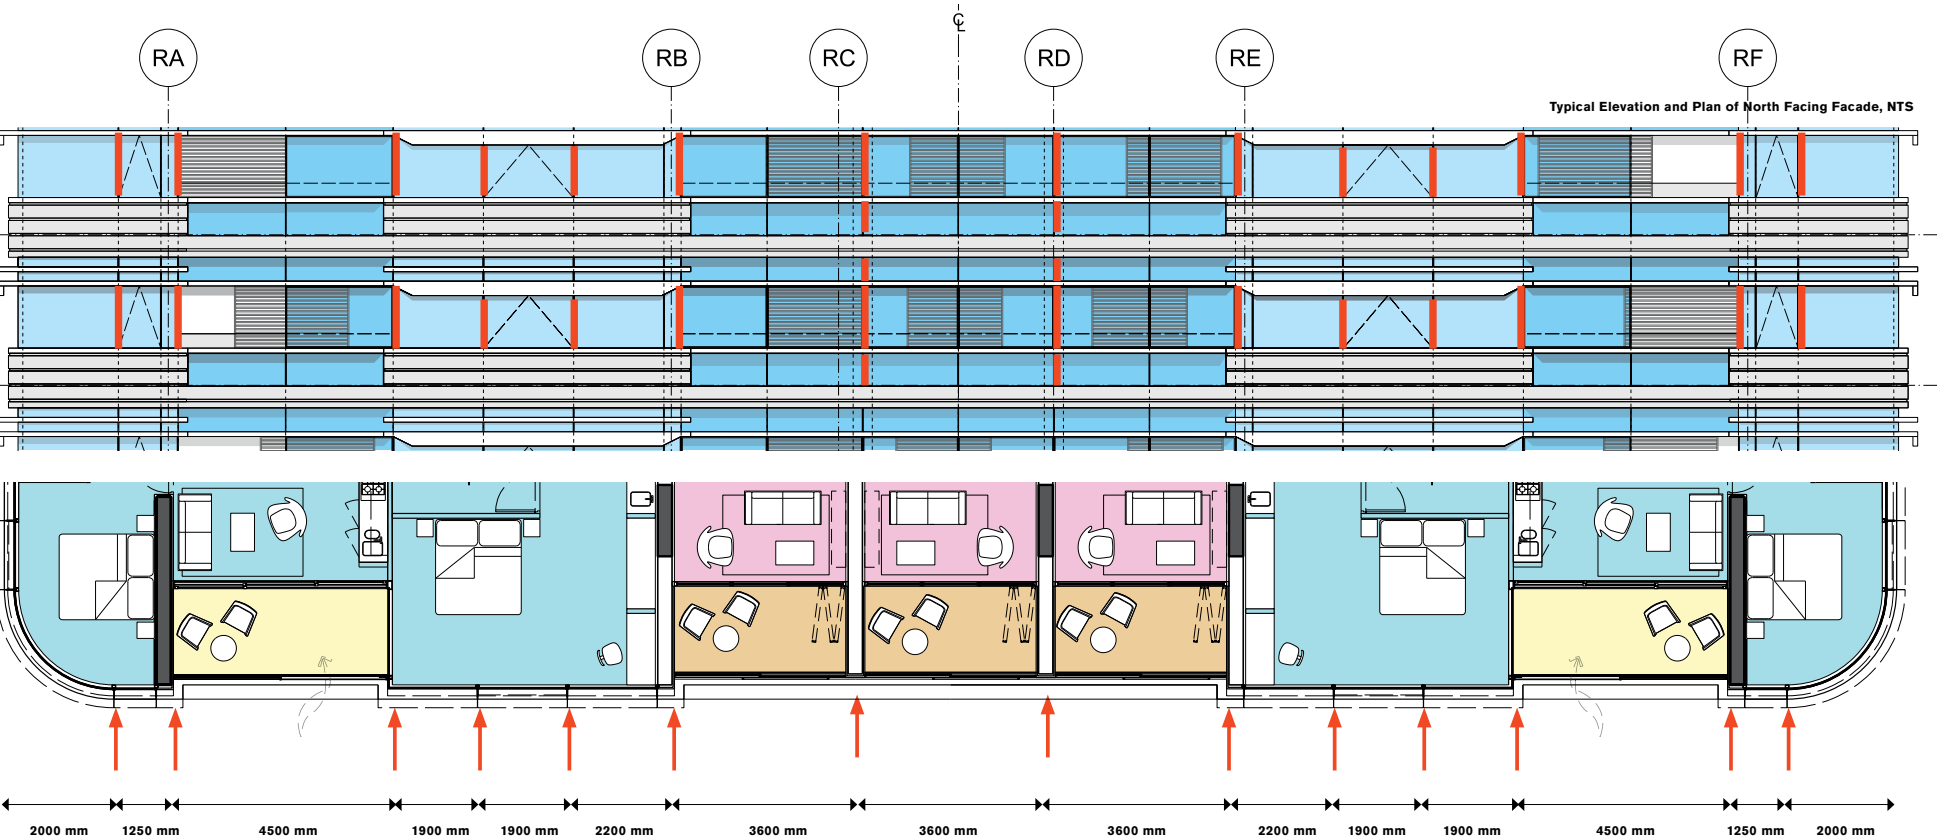 ℄
RA RB RC RD RE RF
Typical Elevation and Plan of North Facing Facade, NTS
2000 mm 1250 mm 4500 mm 1900 mm 1900 mm 2200 mm 3600 mm 3600 mm 3600 mm 2200 mm 1900 mm 1900 mm 4500 mm 1250 mm 2000 mm